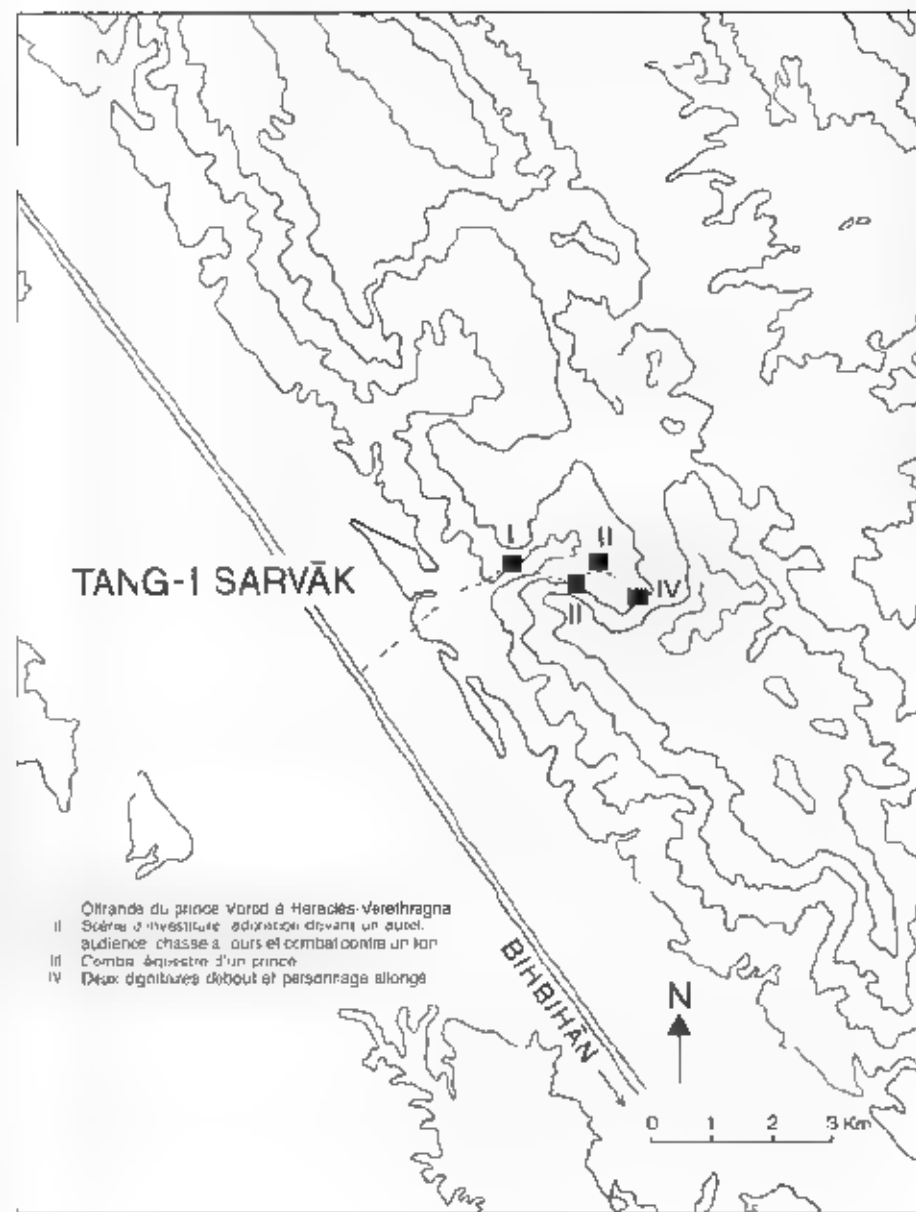 I
II
TANG-I SARVĀK
IV
II
Offrande du prince Vorod à Héraclès-Verethragna
II Scène d'investiture, adoration devant un autel,
audience, chasse à l'ours et combat contre un lion
III Combat équestre d'un prince
IV Deux dignitaires debout et personnage allongé
BIHBIHĀN
N
0 1 2 3 Km